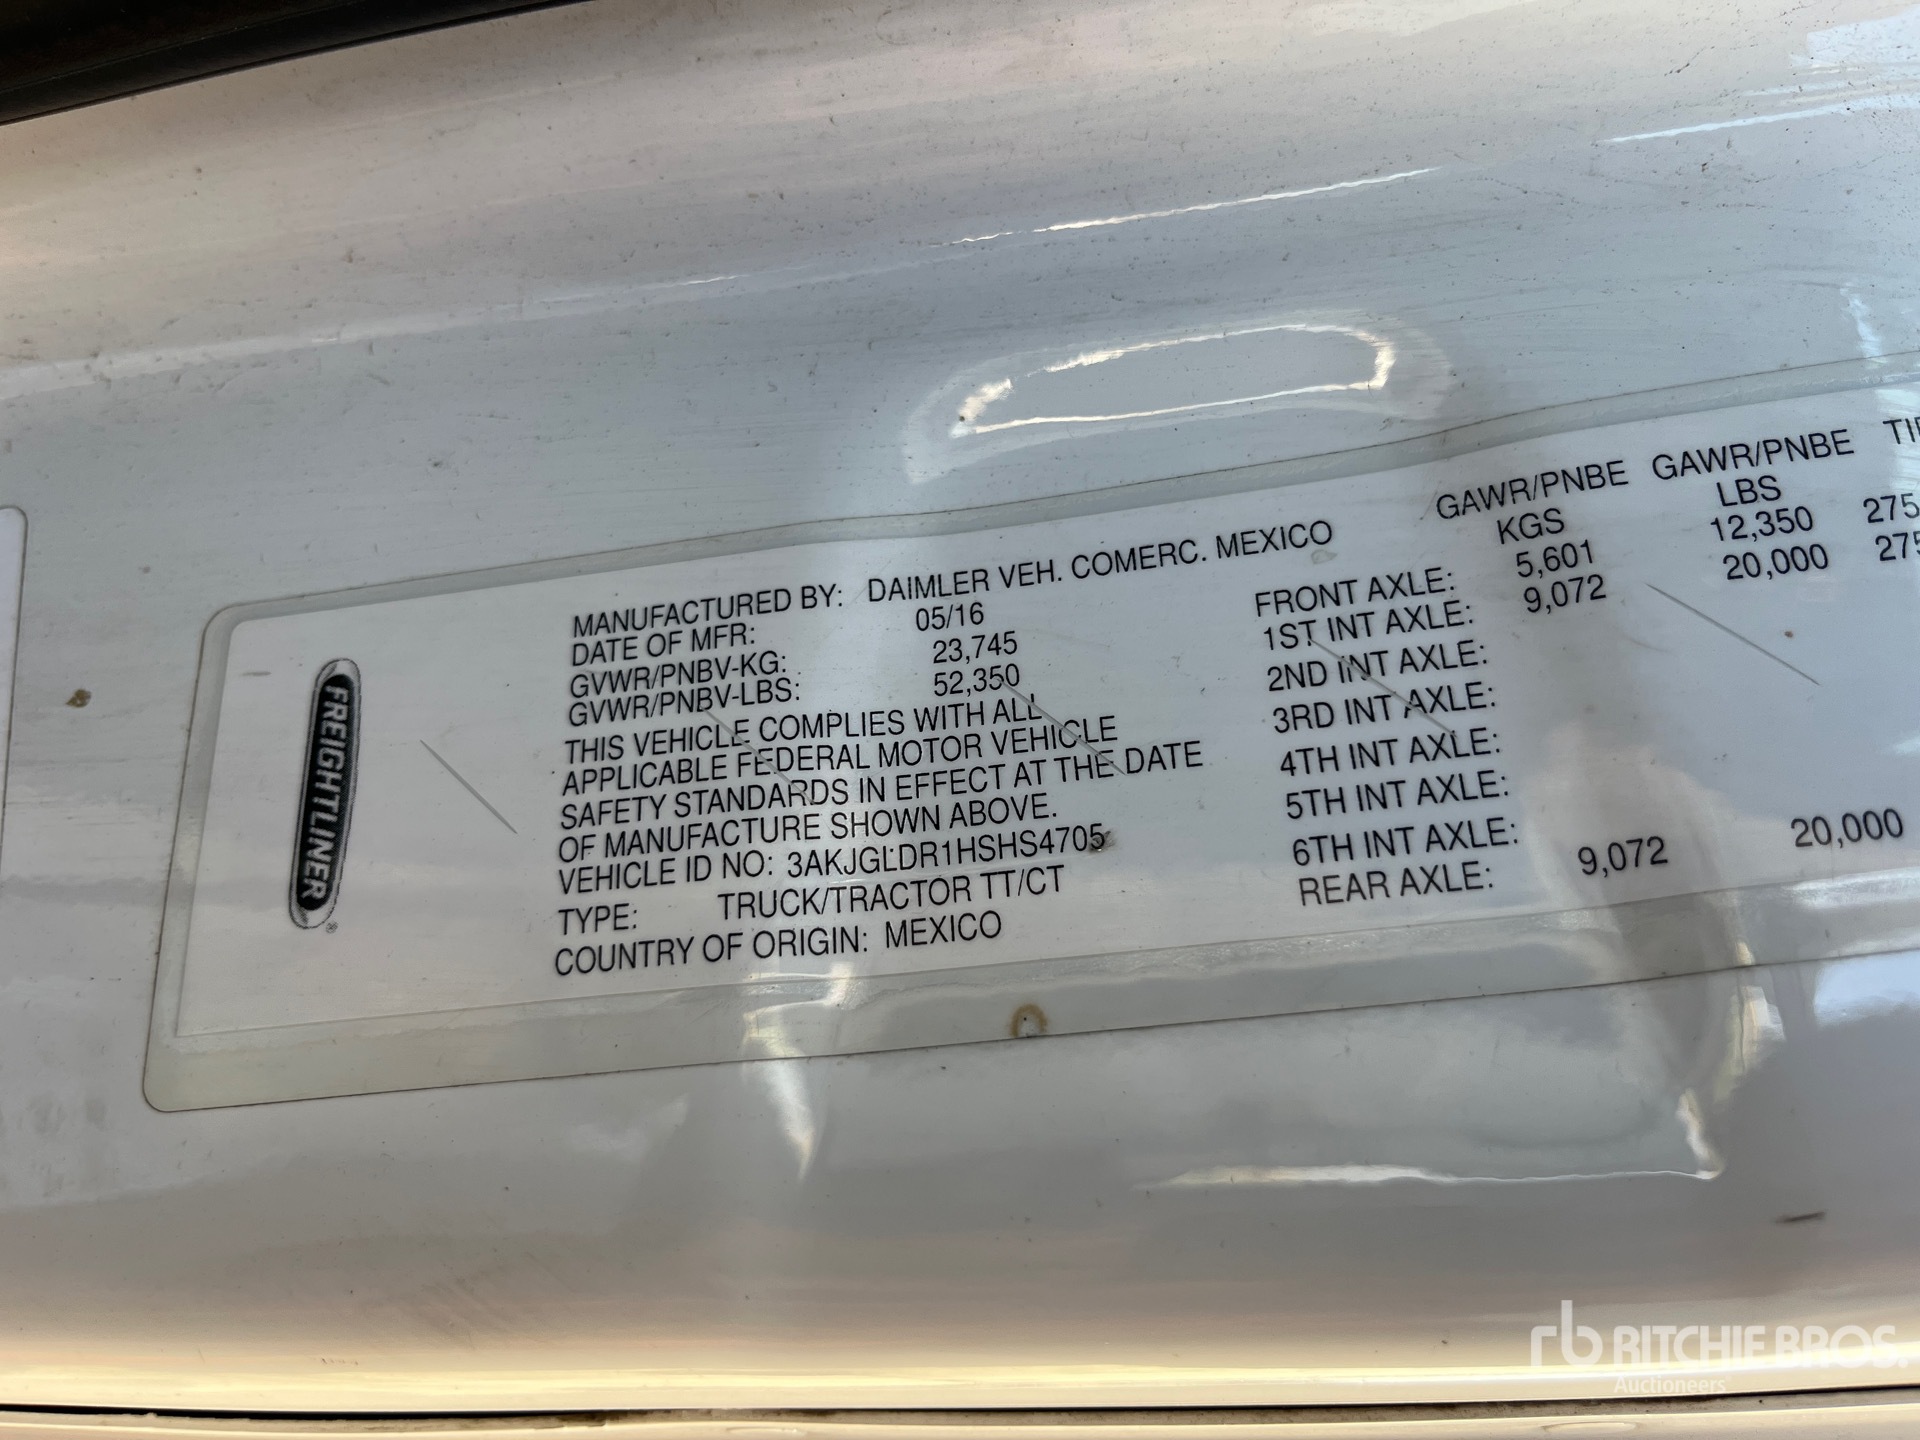 FREIGHTLINER®
MANUFACTURED BY: DAIMLER VEH. COMERC. MEXICO
DATE OF MFR: 05/16
GVWR/PNBV-KG: 23,745
GVWR/PNBV-LBS: 52,350
THIS VEHICLE COMPLIES WITH ALL
APPLICABLE FEDERAL MOTOR VEHICLE
SAFETY STANDARDS IN EFFECT AT THE DATE
OF MANUFACTURE SHOWN ABOVE.
VEHICLE ID NO: 3AKJGLDR1HSHS4705
TYPE: TRUCK/TRACTOR TT/CT
COUNTRY OF ORIGIN: MEXICO
GAWR/PNBE GAWR/PNBE
KGS LBS
FRONT AXLE: 5,601 12,350 275
1ST INT AXLE: 9,072 20,000 275
2ND INT AXLE:
3RD INT AXLE:
4TH INT AXLE:
5TH INT AXLE:
6TH INT AXLE:
REAR AXLE: 9,072 20,000
rb RITCHIE BROS.
Auctioneers